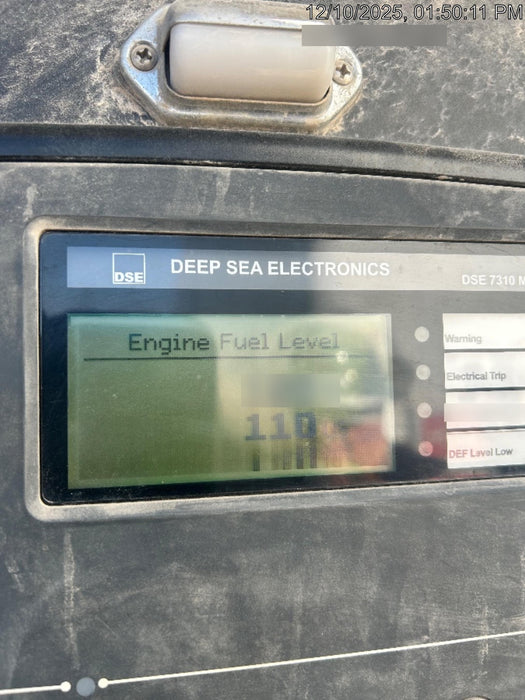 12/10/2025, 01:50:11 PM
DSE
DEEP SEA ELECTRONICS
DSE 7310 M
Engine Fuel Level
Warning
Electrical Trip
DEF Level Low